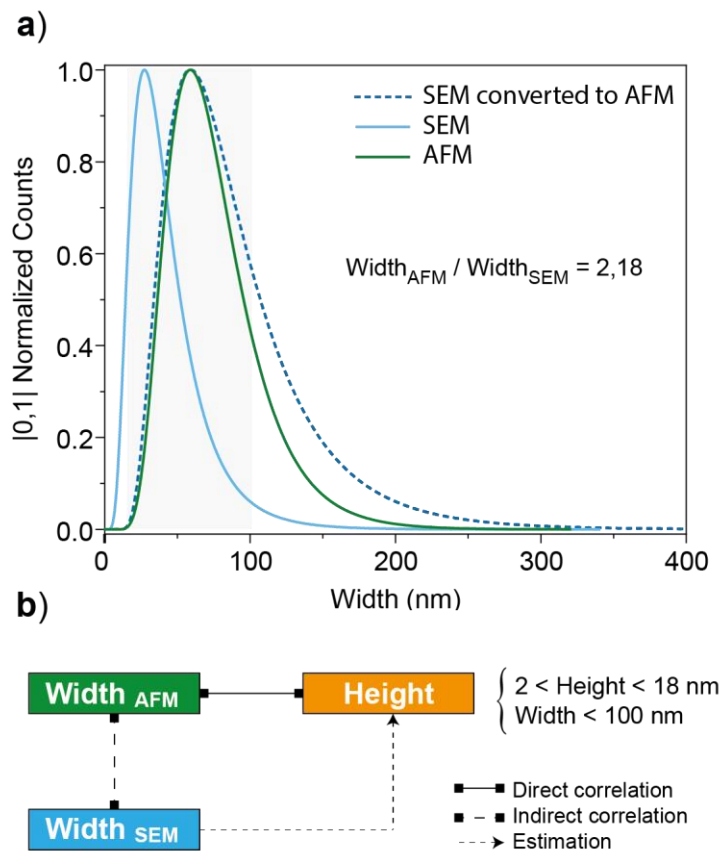 a)
|0,1| Normalized Counts
1.0
0.8
0.6
0.4
0.2
0.0
SEM converted to AFM
SEM
AFM
Width_AFM / Width_SEM = 2,18
0
100
200
300
400
Width (nm)
b)
Width AFM
Height
2 < Height < 18 nm
Width < 100 nm
Width SEM
Direct correlation
Indirect correlation
Estimation